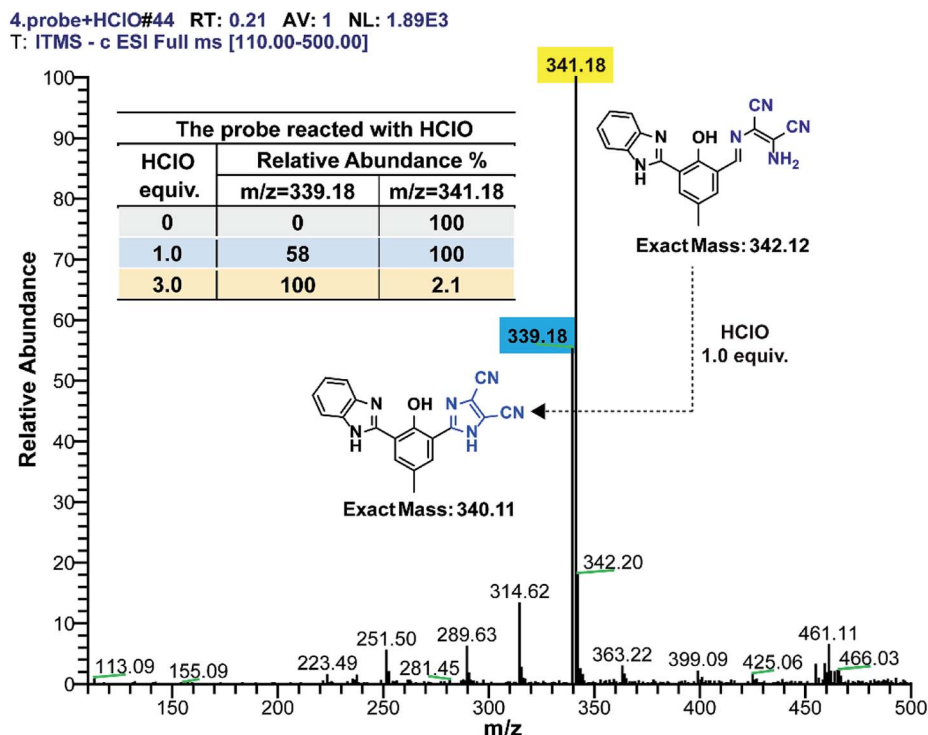 4.probe+HClO#44 RT: 0.21 AV: 1 NL: 1.89E3
T: ITMS - c ESI Full ms [110.00-500.00]
341.18
The probe reacted with HClO
HClO equiv. Relative Abundance %
m/z=339.18 m/z=341.18
0 0 100
1.0 58 100
3.0 100 2.1
CN
CN
N
NH₂
OH
N
N
H
Exact Mass: 342.12
HClO
1.0 equiv.
339.18
CN
CN
N
N
H
OH
N
N
H
Exact Mass: 340.11
342.20
314.62
289.63
251.50
223.49
281.45
113.09
155.09
363.22
399.09
425.06
461.11
466.03
Relative Abundance
100
90
80
70
60
50
40
30
20
10
0
150 200 250 300 350 400 450 500
m/z